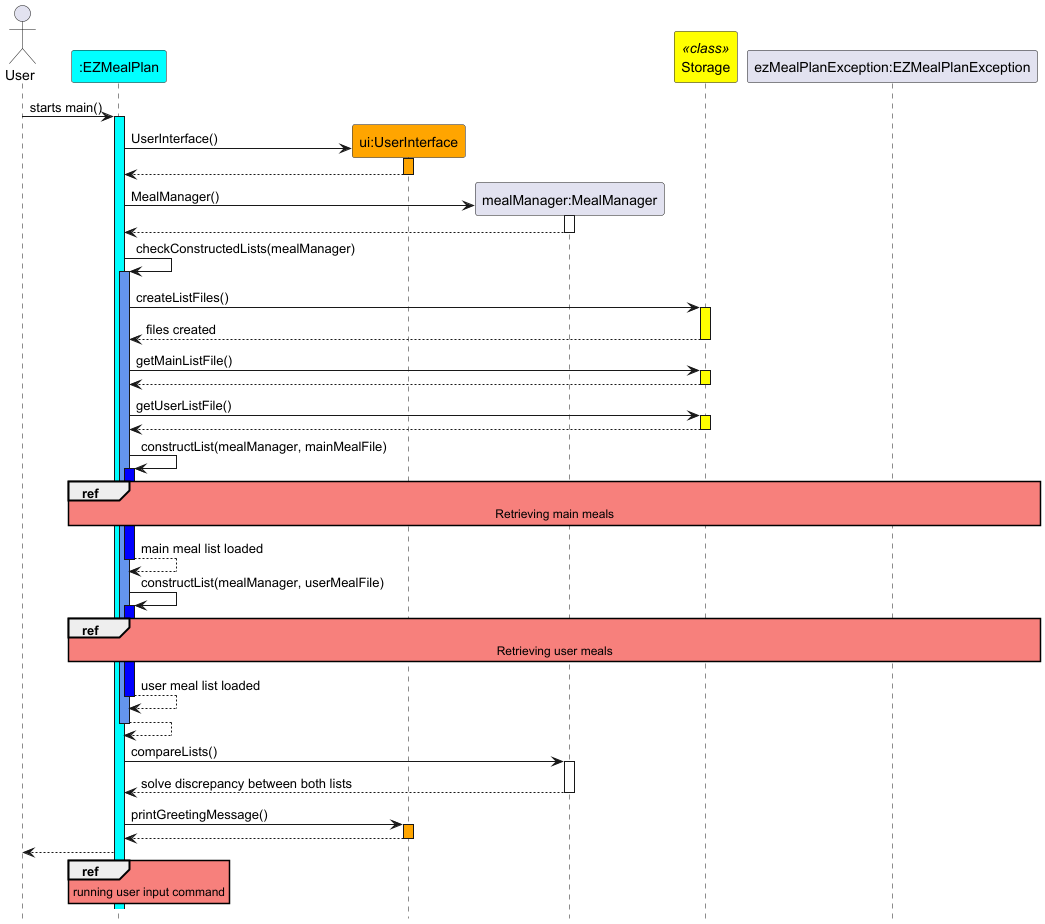 User
:EZMealPlan
«class»
Storage
ezMealPlanException:EZMealPlanException
starts main()
UserInterface()
ui:UserInterface
MealManager()
mealManager:MealManager
checkConstructedLists(mealManager)
createListFiles()
files created
getMainListFile()
getUserListFile()
constructList(mealManager, mainMealFile)
ref
Retrieving main meals
main meal list loaded
constructList(mealManager, userMealFile)
ref
Retrieving user meals
user meal list loaded
compareLists()
solve discrepancy between both lists
printGreetingMessage()
ref
running user input command